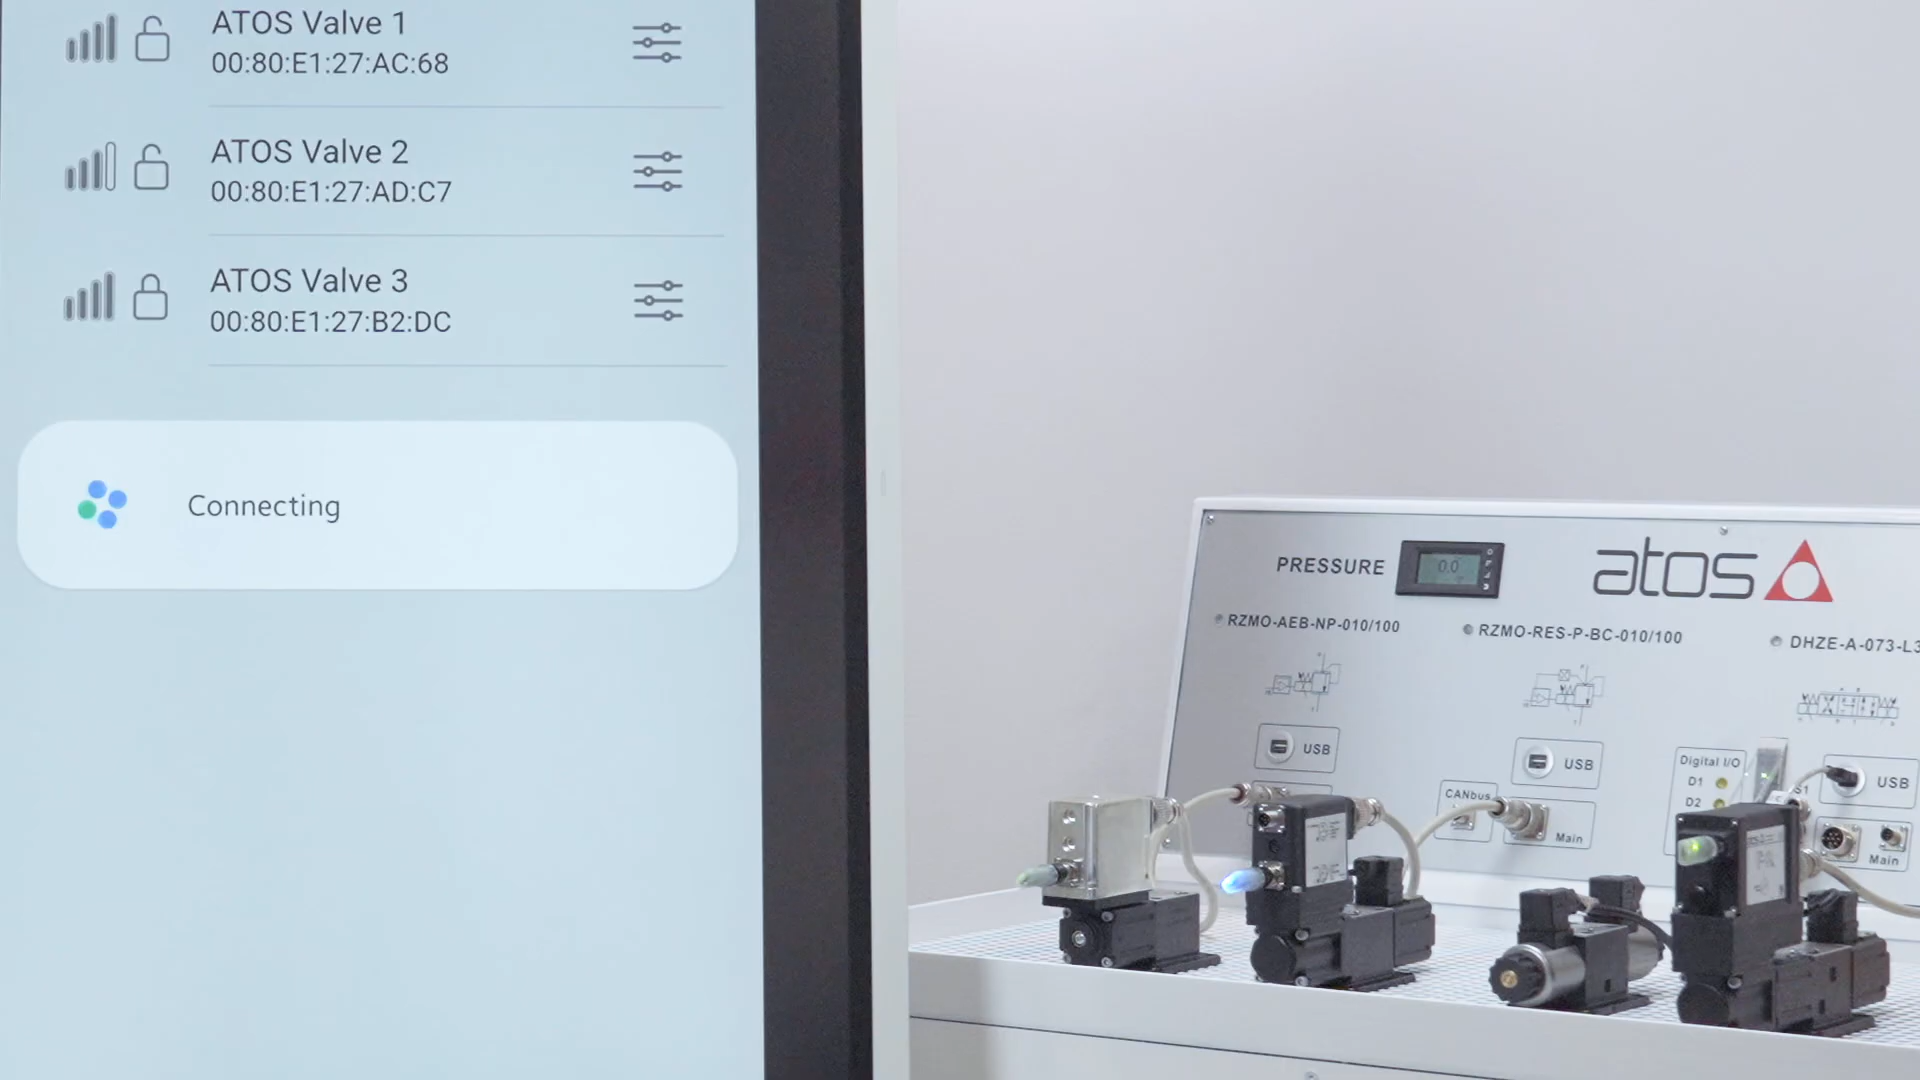 ATOS Valve 1
00:80:E1:27:AC:68
ATOS Valve 2
00:80:E1:27:AD:C7
ATOS Valve 3
00:80:E1:27:B2:DC
Connecting
PRESSURE
0.0
atos
RZMO-AEB-NP-010/100
RZMO-RES-P-BC-010/100
DHZE-A-073-L3
USB
USB
Digital I/O
D1
D2
USB
CANbus
Main
S1
Main